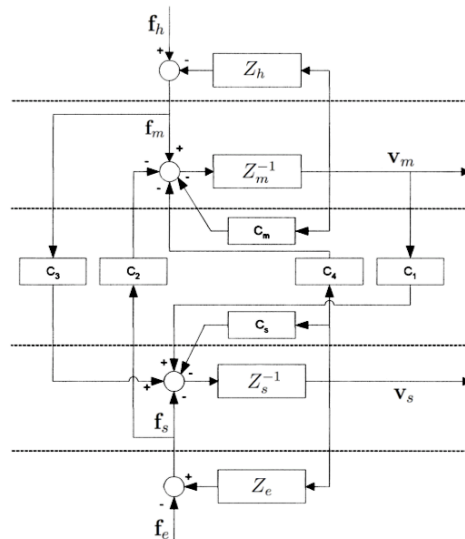 f_h
+ -
Z_h
f_m
+
- - -
Z_m^{-1}
v_m
C_m
C_3 C_2 C_4 C_1
C_s
+ -
+
Z_s^{-1}
-
f_s
v_s
+
Z_e
-
f_e